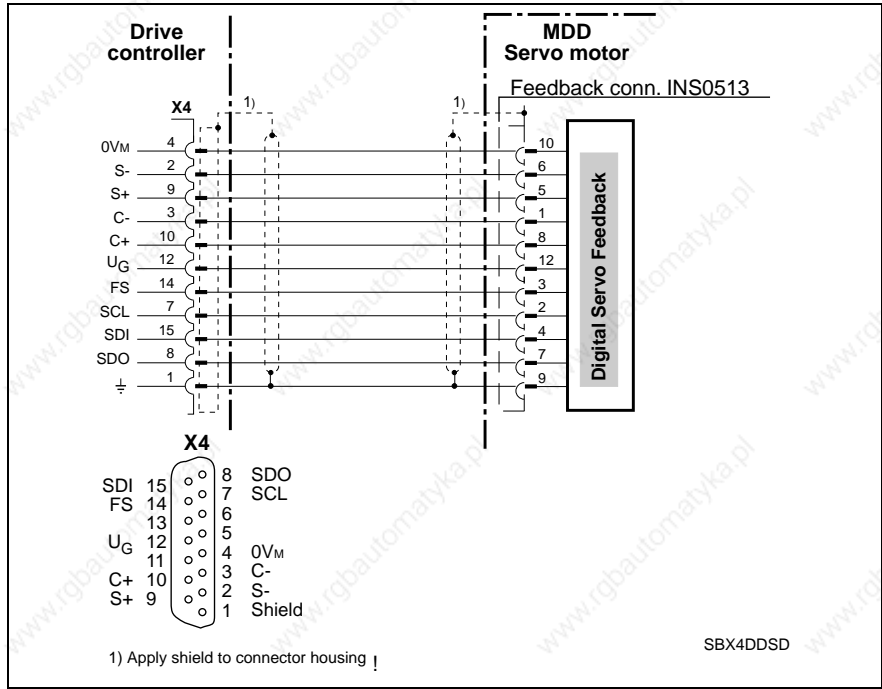 Drive
controller
MDD
Servo motor
Feedback conn. INS0513
X4
1)
1)
0VM 4 10
S- 2 6
S+ 9 5
C- 3 1
C+ 10 8
UG 12 12
FS 14 3
SCL 7 2
SDI 15 4
SDO 8 7
1 9
Digital Servo Feedback
X4
8 SDO
SDI 15
7 SCL
FS 14
6
13
5
UG 12
4 0VM
11
3 C-
C+ 10
2 S-
S+ 9
1 Shield
1) Apply shield to connector housing !
SBX4DDSD
www.rgbautomatyka.pl